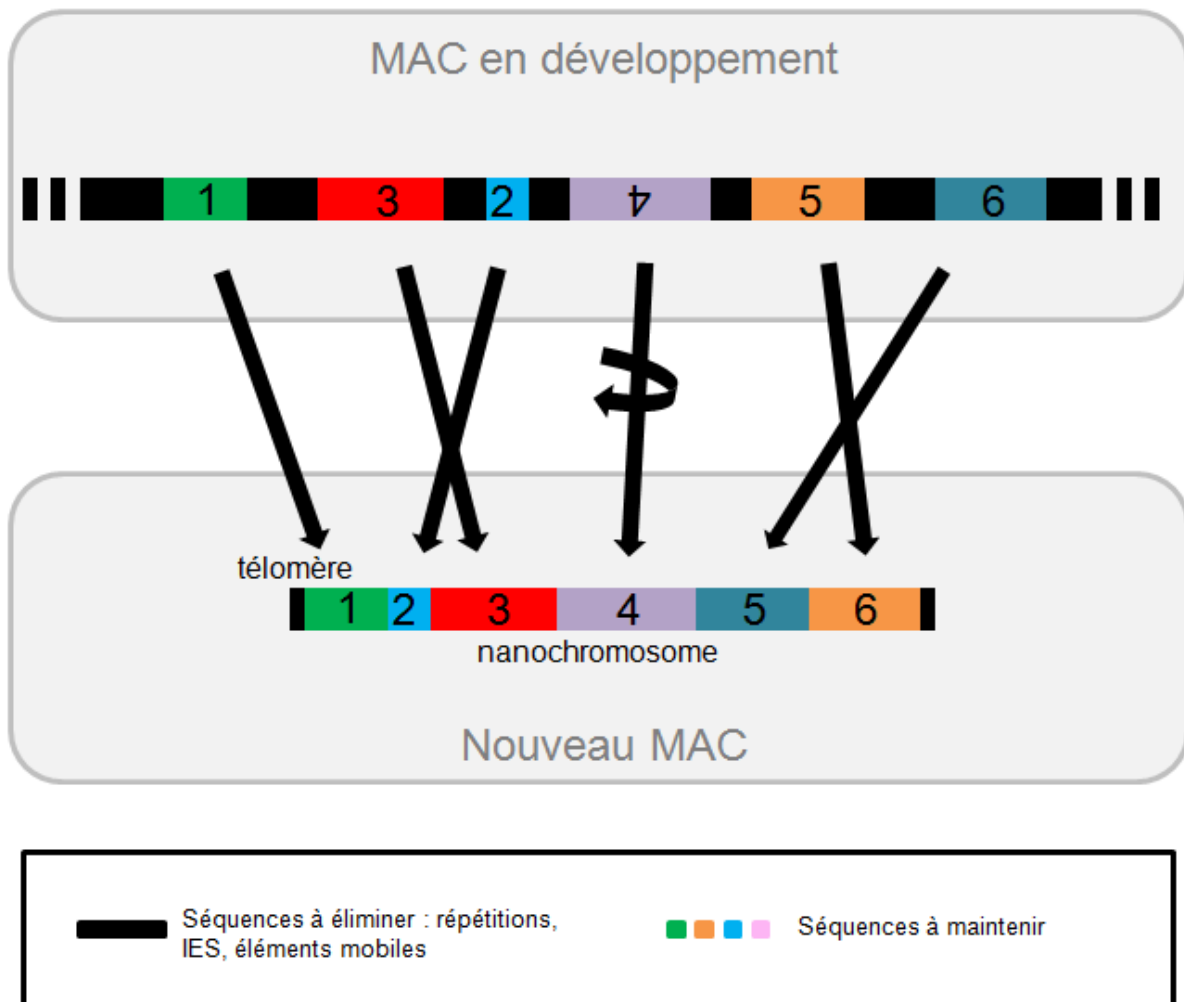 MAC en développement
1 3 2 4 5 6
télomère
1 2 3 4 5 6
nanochromosome
Nouveau MAC
Séquences à éliminer : répétitions,
IES, éléments mobiles
Séquences à maintenir